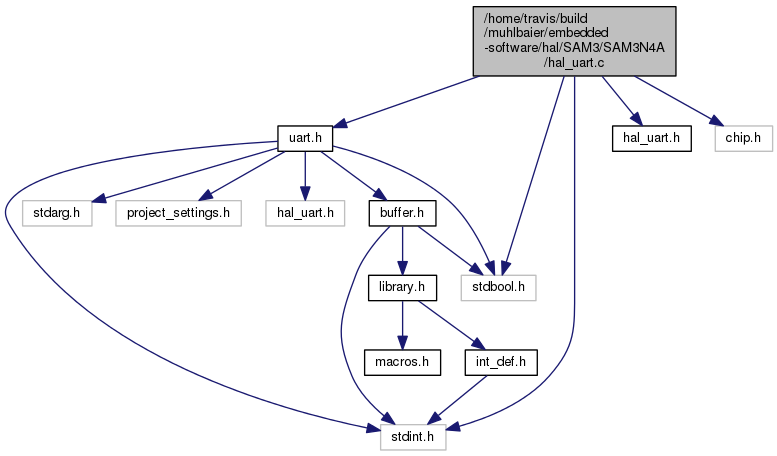 /home/travis/build
/muhlbaier/embedded
-software/hal/SAM3/SAM3N4A
/hal_uart.c
uart.h
hal_uart.h
chip.h
stdarg.h
project_settings.h
hal_uart.h
buffer.h
library.h
stdbool.h
macros.h
int_def.h
stdint.h